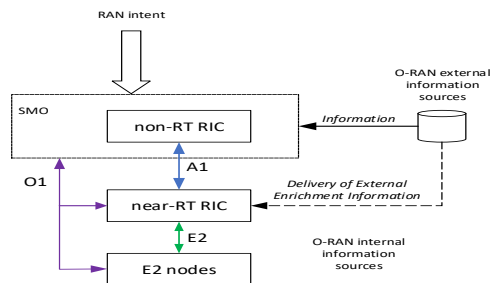 RAN intent
O-RAN external
information
sources
SMO
non-RT RIC
Information
A1
O1
Delivery of External
Enrichment Information
near-RT RIC
E2
O-RAN internal
information
sources
E2 nodes